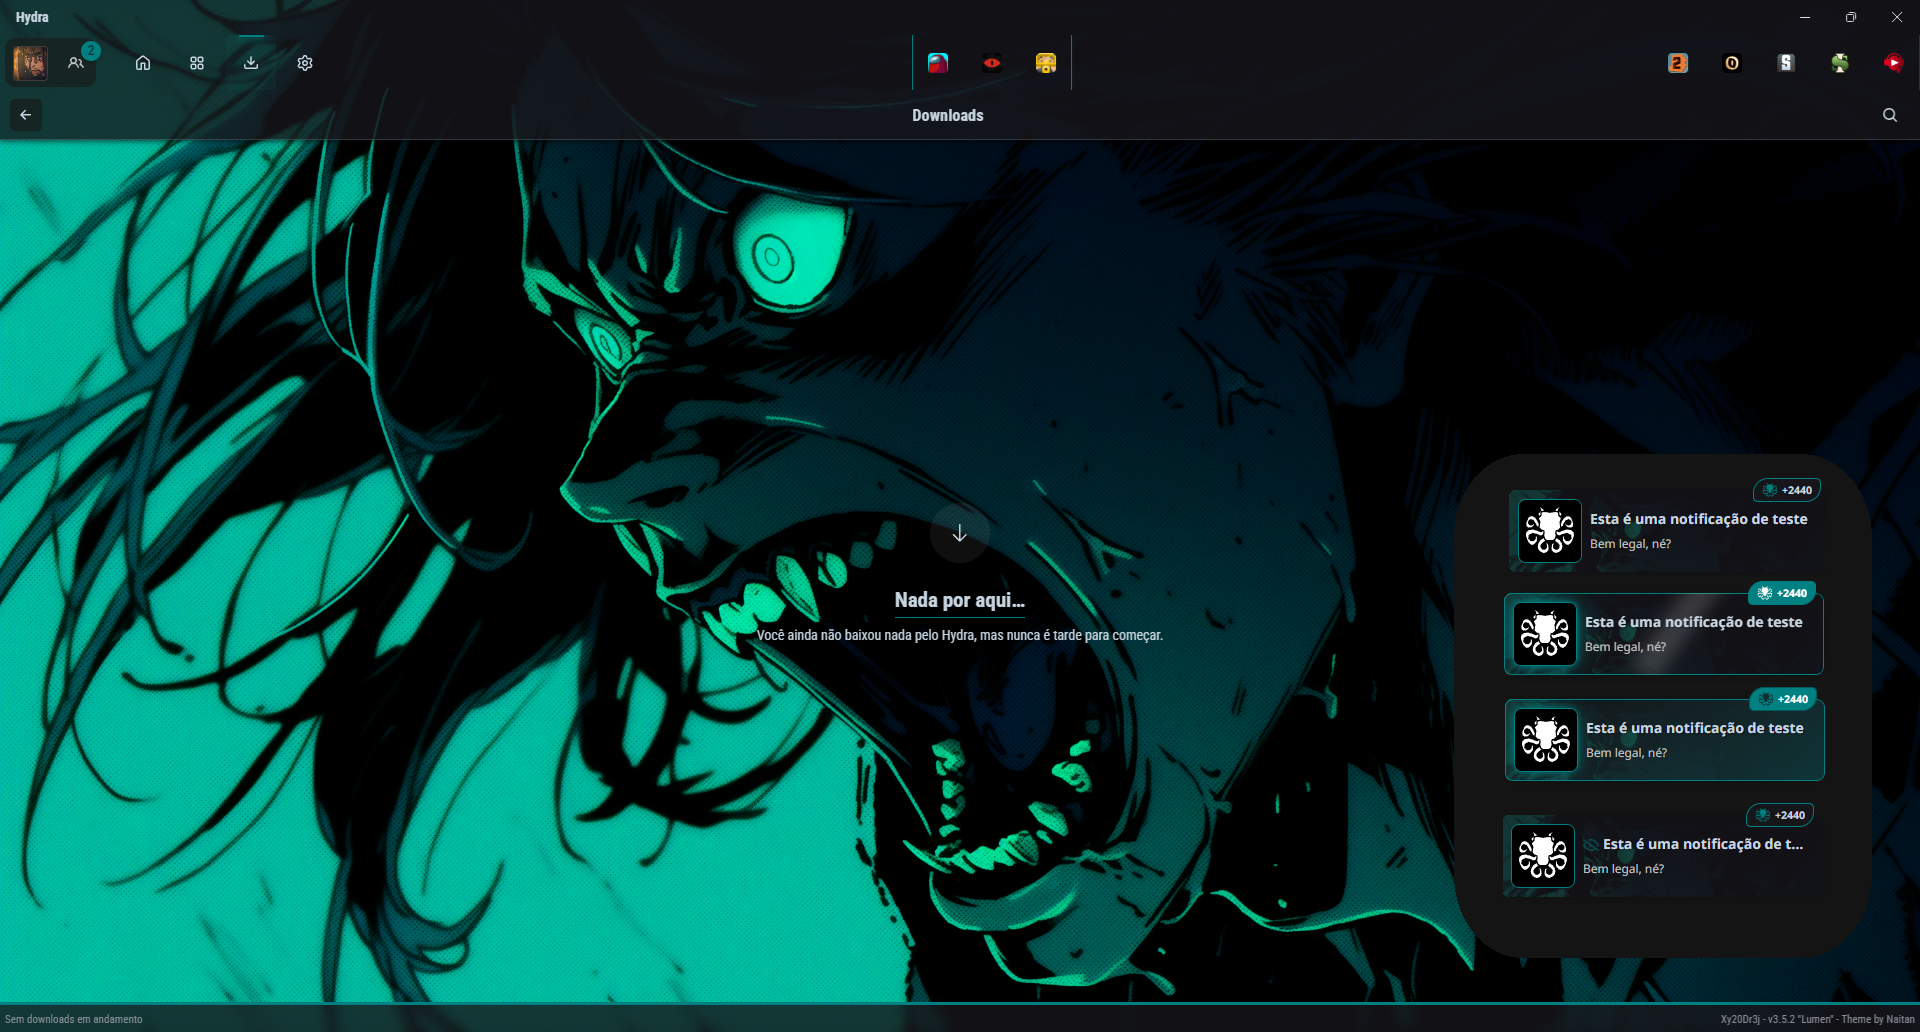 Hydra
2
Downloads
+2440
Esta é uma notificação de teste
Bem legal, né?
+2440
Esta é uma notificação de teste
Bem legal, né?
+2440
Esta é uma notificação de teste
Bem legal, né?
+2440
Esta é uma notificação de t...
Bem legal, né?
Nada por aqui…
Você ainda não baixou nada pelo Hydra, mas nunca é tarde para começar.
Sem downloads em andamento
Xy20Dr3j - v3.5.2 "Lumen" - Theme by Naitan